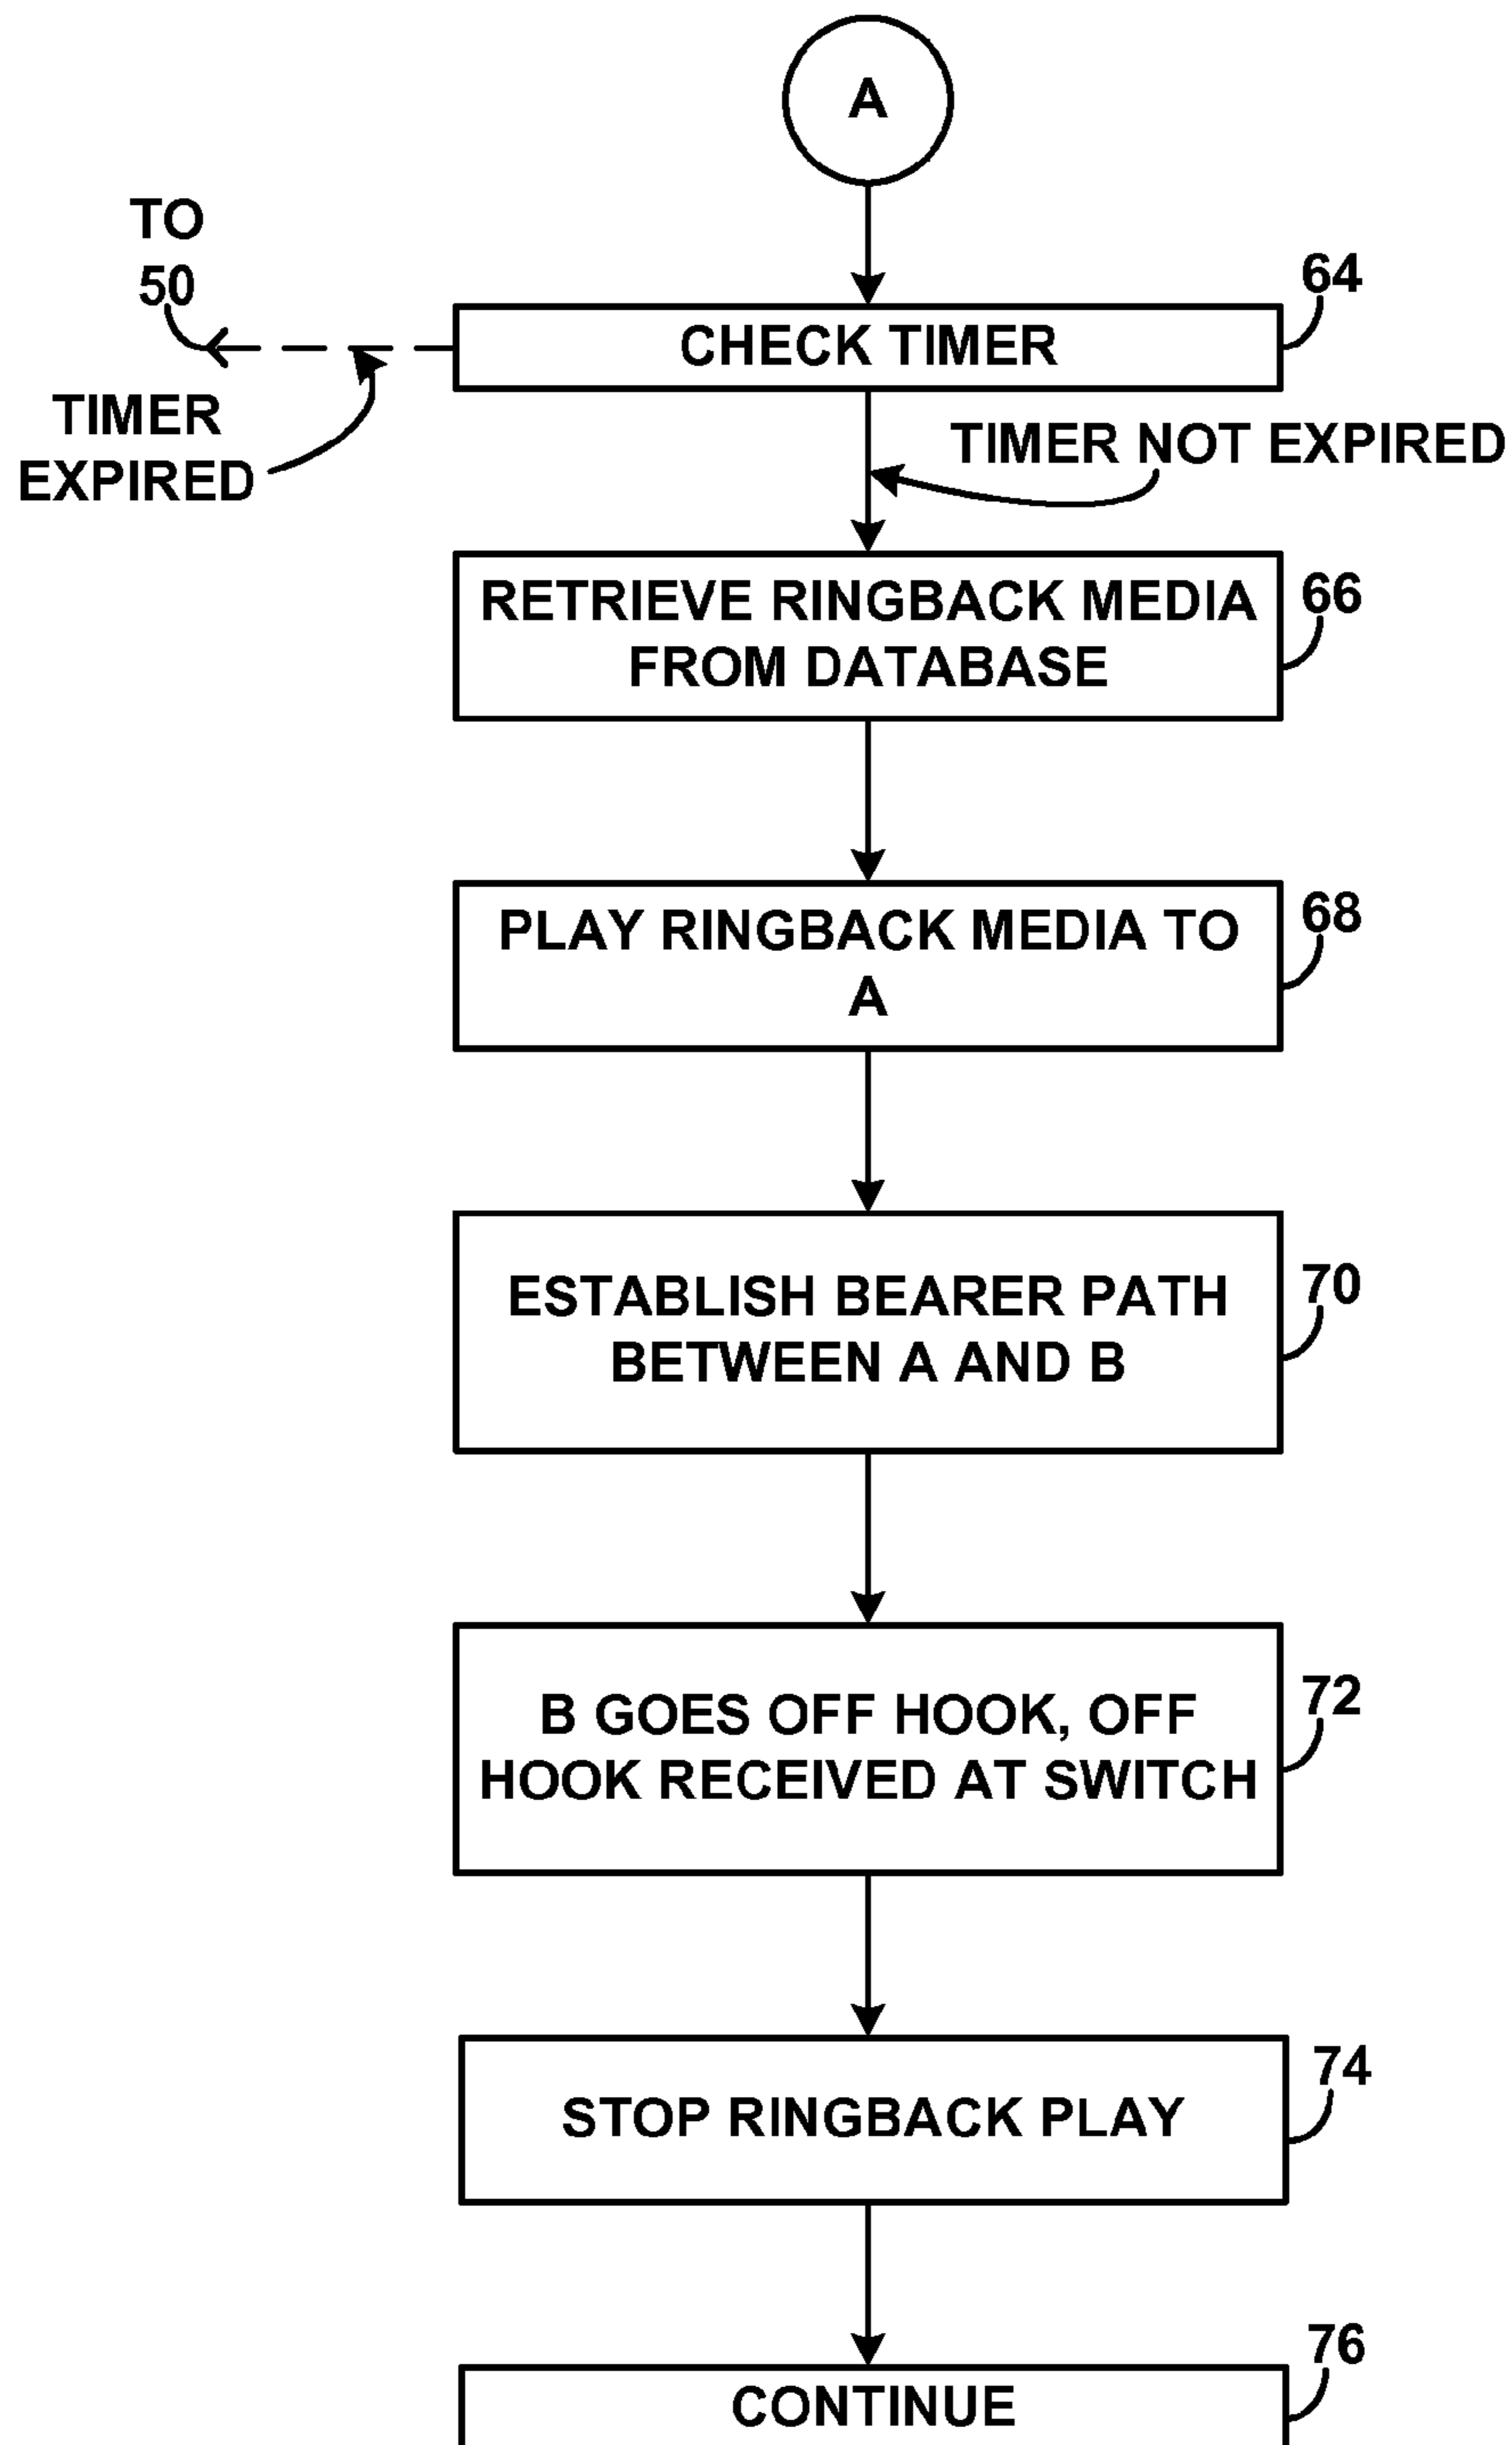 A
TO
50
64
CHECK TIMER
TIMER
EXPIRED
TIMER NOT EXPIRED
RETRIEVE RINGBACK MEDIA
FROM DATABASE
66
PLAY RINGBACK MEDIA TO
A
68
ESTABLISH BEARER PATH
BETWEEN A AND B
70
B GOES OFF HOOK, OFF
HOOK RECEIVED AT SWITCH
72
STOP RINGBACK PLAY
74
CONTINUE
76